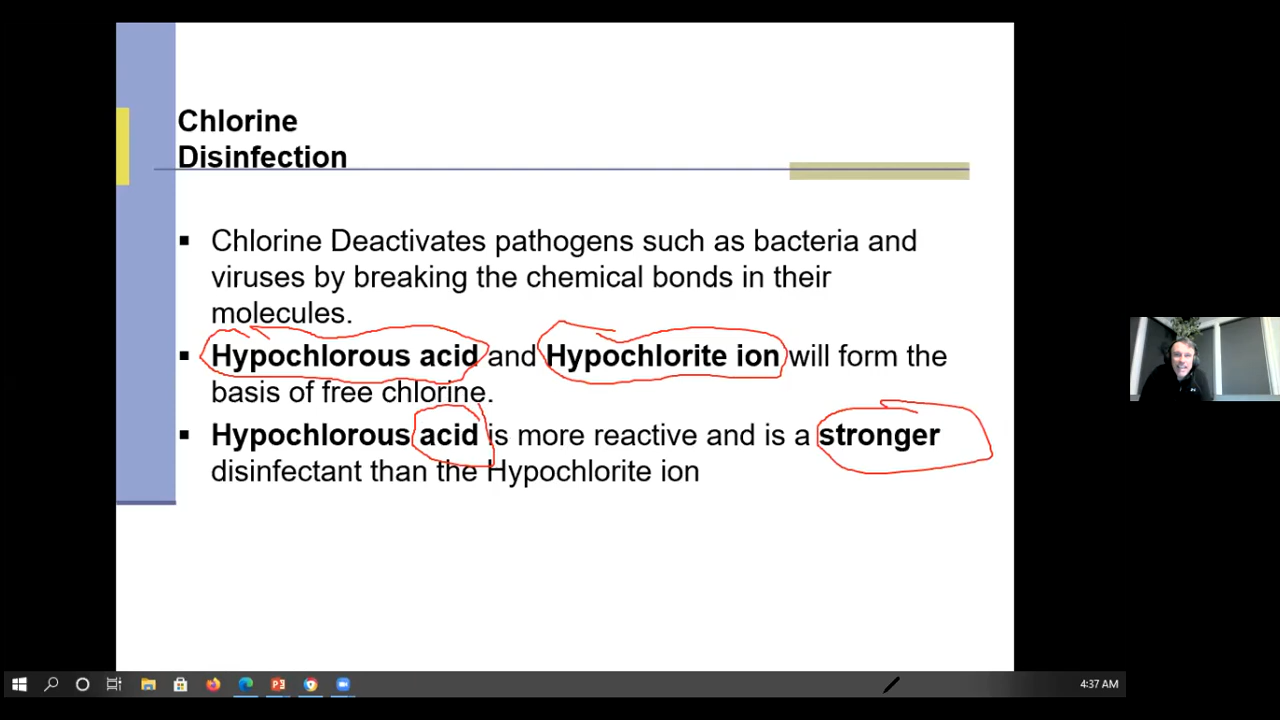 Chlorine
Disinfection
▪ Chlorine Deactivates pathogens such as bacteria and
viruses by breaking the chemical bonds in their
molecules.
▪ Hypochlorous acid and Hypochlorite ion will form the
basis of free chlorine.
▪ Hypochlorous acid is more reactive and is a stronger
disinfectant than the Hypochlorite ion
4:37 AM